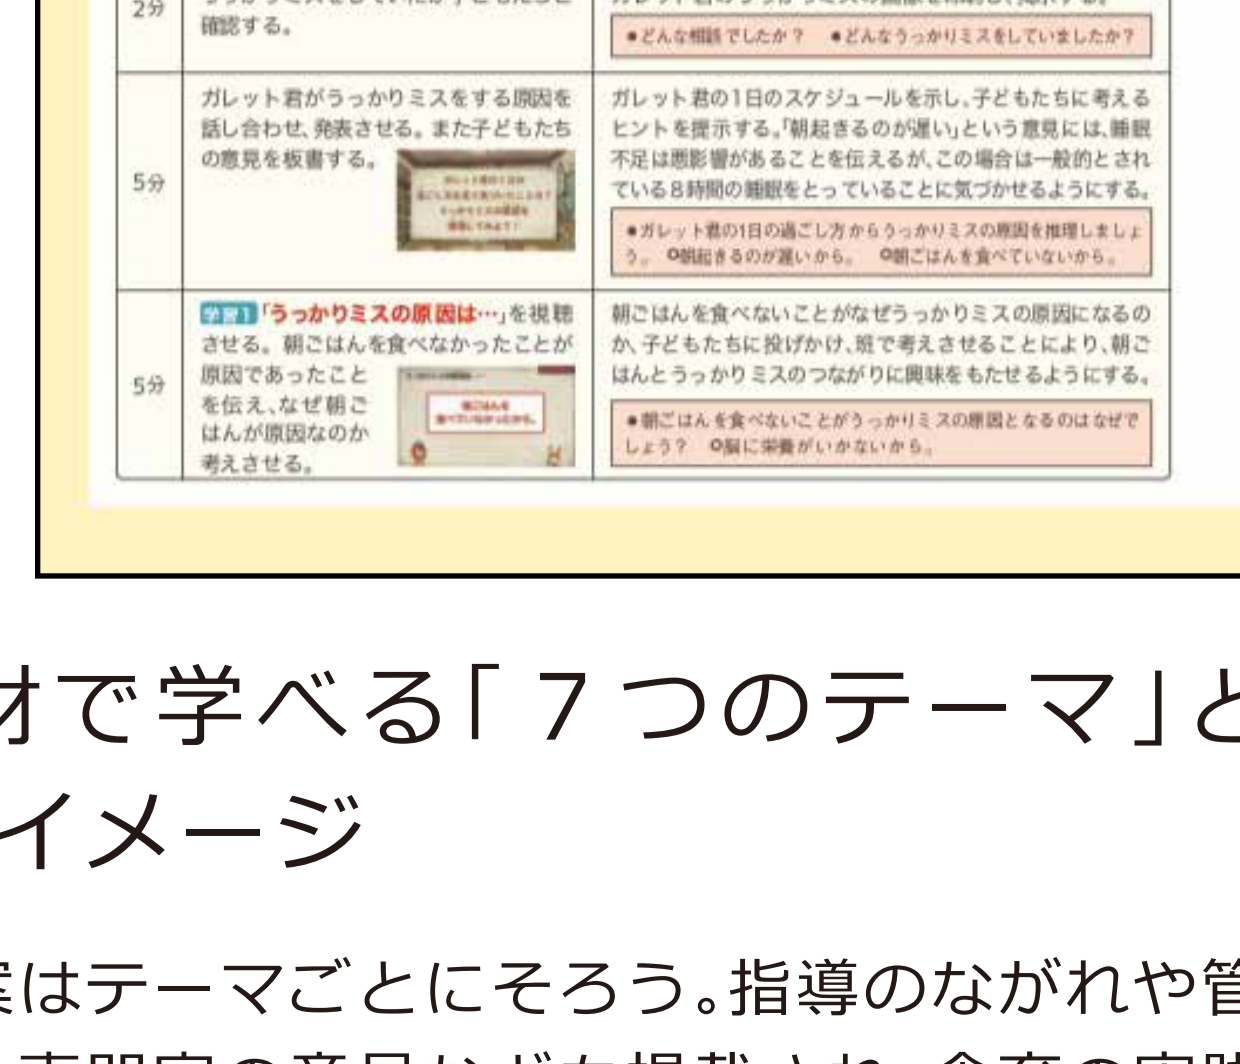 2分
確認する。
●どんな相談でしたか？ ●どんなうっかりミスをしていましたか？
5分
ガレット君がうっかりミスをする原因を
話し合わせ、発表させる。また子どもたち
の意見を板書する。
ガレット君の1日のスケジュールを示し、子どもたちに考える
ヒントを提示する。「朝起きるのが遅い」という意見には、睡眠
不足は悪影響があることを伝えるが、この場合は一般的とされ
ている8時間の睡眠をとっていることに気づかせるようにする。
●ガレット君の1日の過ごし方からうっかりミスの原因を推理しましょ
う。 ○朝起きるのが遅いから。 ○朝ごはんを食べていないから。
5分
学習1「うっかりミスの原因は…」を視聴
させる。朝ごはんを食べなかったことが
原因であったこと
を伝え、なぜ朝ご
はんが原因なのか
考えさせる。
朝ごはんを
食べていなかったから。
朝ごはんを食べないことがなぜうっかりミスの原因になるの
か、子どもたちに投げかけ、班で考えさせることにより、朝ご
はんとうっかりミスのつながりに興味をもたせるようにする。
●朝ごはんを食べないことがうっかりミスの原因となるのはなぜで
しょう？ ○脳に栄養がいかないから。
で学べる「７つのテーマ」と
イメージ
案はテーマごとにそろう。指導のながれや管